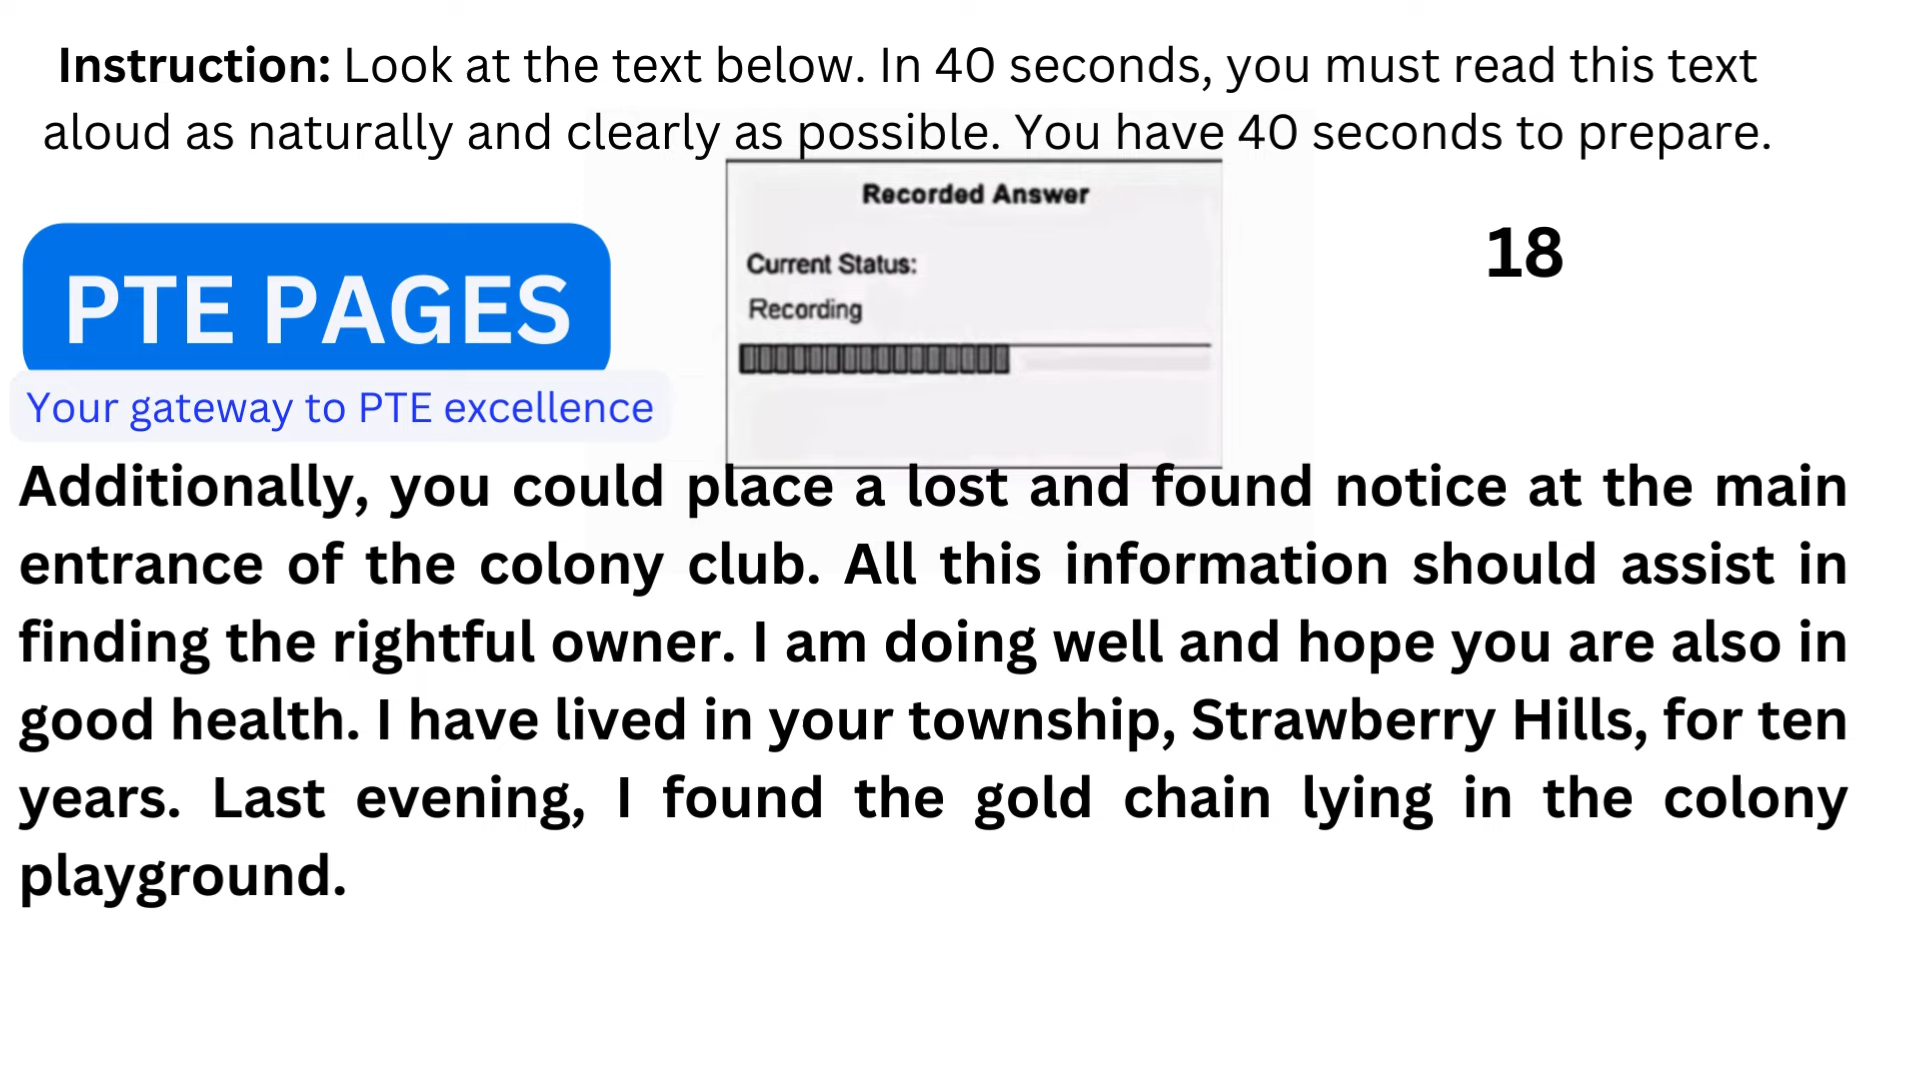 Instruction: Look at the text below. In 40 seconds, you must read this text
aloud as naturally and clearly as possible. You have 40 seconds to prepare.
Recorded Answer
Current Status:
Recording
18
PTE PAGES
Your gateway to PTE excellence
Additionally, you could place a lost and found notice at the main
entrance of the colony club. All this information should assist in
finding the rightful owner. I am doing well and hope you are also in
good health. I have lived in your township, Strawberry Hills, for ten
years. Last evening, I found the gold chain lying in the colony
playground.